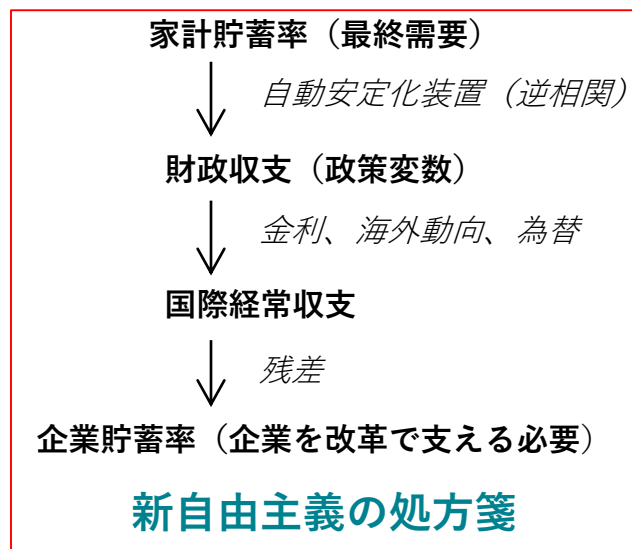 家計貯蓄率（最終需要）
自動安定化装置（逆相関）
財政収支（政策変数）
金利、海外動向、為替
国際経常収支
残差
企業貯蓄率（企業を改革で支える必要）
新自由主義の処方箋